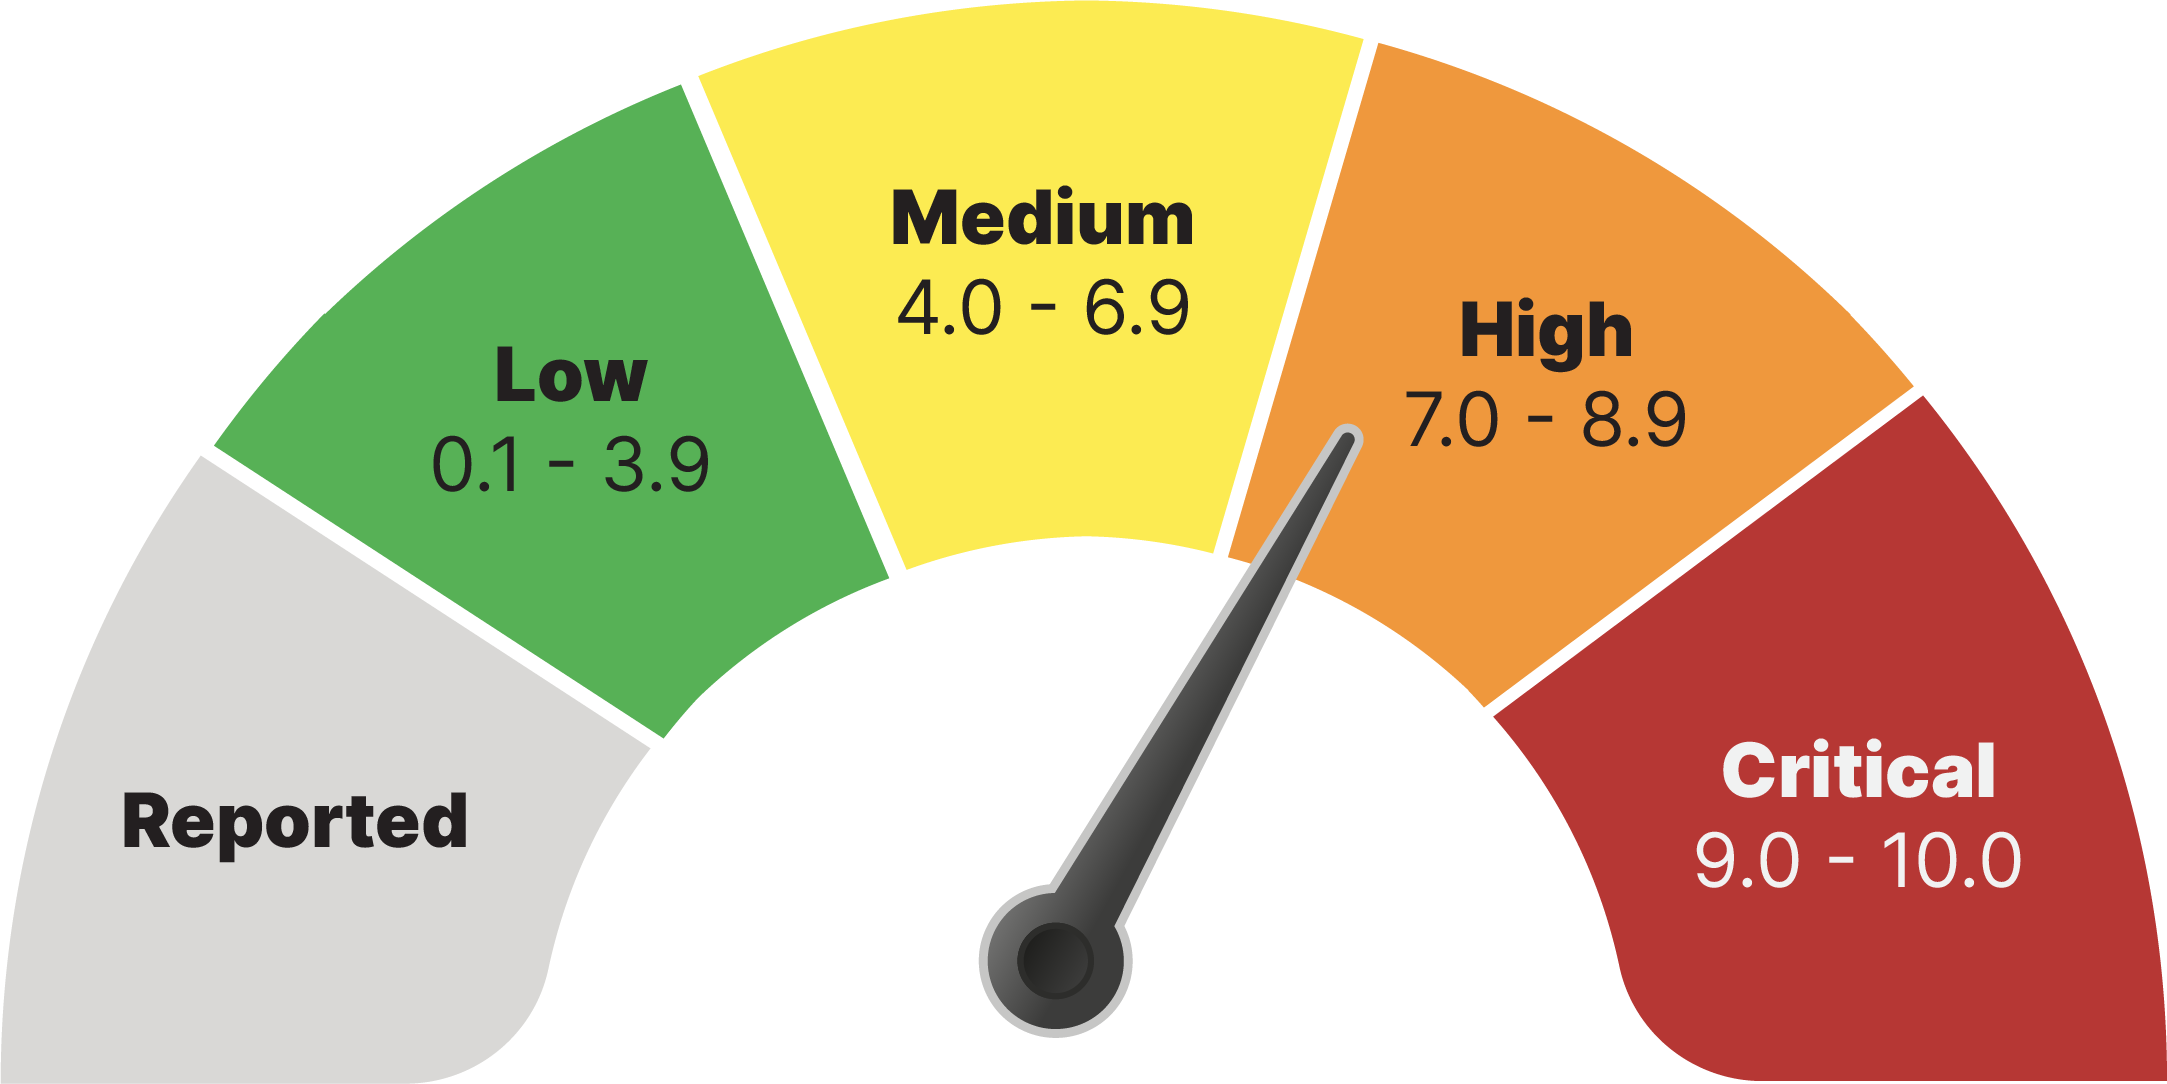 Reported
Low
0.1 - 3.9
Medium
4.0 - 6.9
High
7.0 - 8.9
Critical
9.0 - 10.0